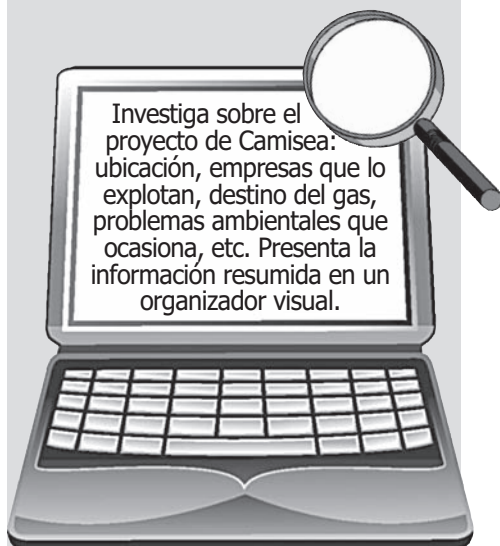 Investiga sobre el
proyecto de Camisea:
ubicación, empresas que lo
explotan, destino del gas,
problemas ambientales que
ocasiona, etc. Presenta la
información resumida en un
organizador visual.